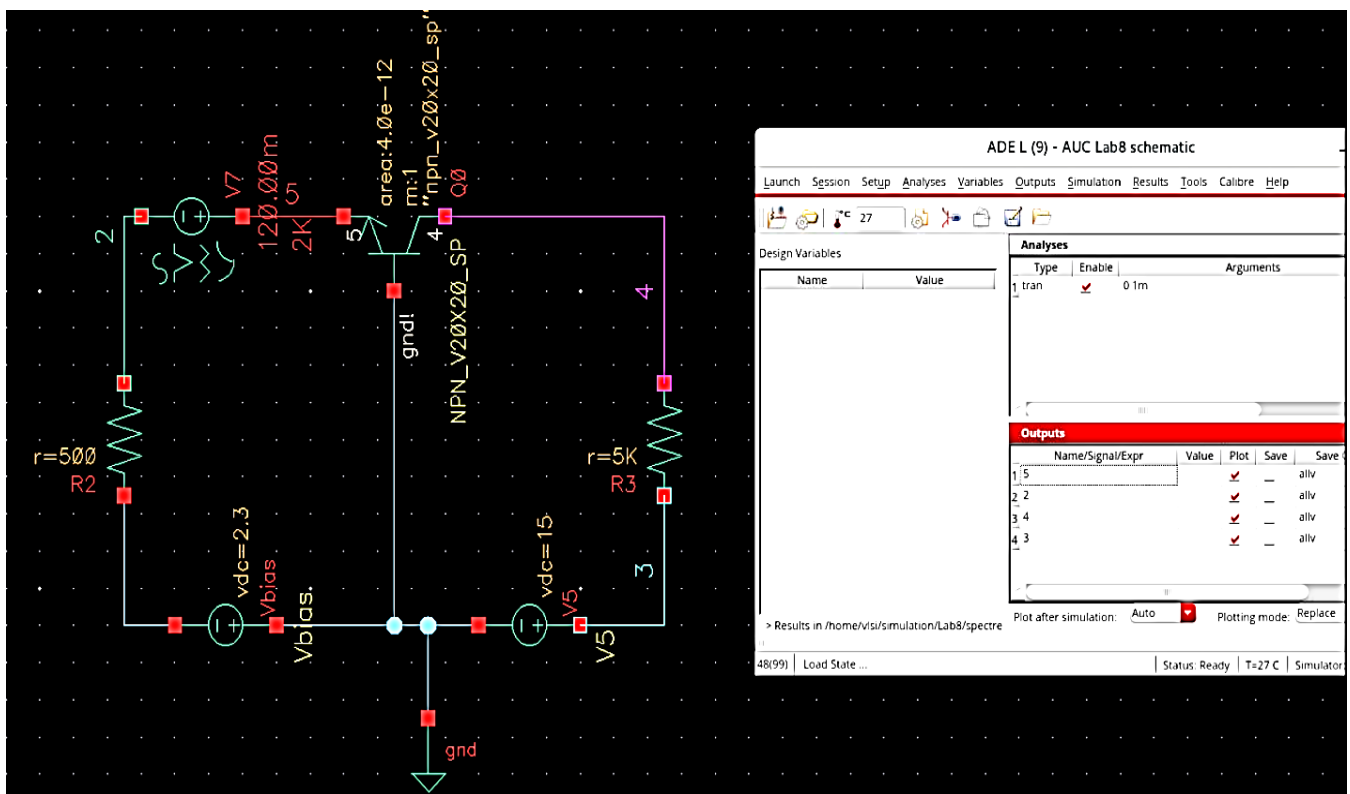 area:4.0e-12
m:1
"npn_v20x20_sp"
Q0
V7
120.00m
5
2K
5
4
2
gnd!
NPN_V20X20_SP
4
r=500
R2
r=5K
R3
vdc=2.3
Vbias
Vbias.
vdc=15
V5
V5
3
gnd
ADE L (9) - AUC Lab8 schematic
Launch Session Setup Analyses Variables Outputs Simulation Results Tools Calibre Help
°C 27
Design Variables
Name Value
Analyses
Type Enable Arguments
1 tran 0 1m
Outputs
Name/Signal/Expr Value Plot Save Save
1 5 allv
2 2 allv
3 4 allv
4 3 allv
Plot after simulation: Auto Plotting mode: Replace
> Results in /home/vlsi/simulation/Lab8/spectre
48(99) Load State ... Status: Ready T=27 C Simulator